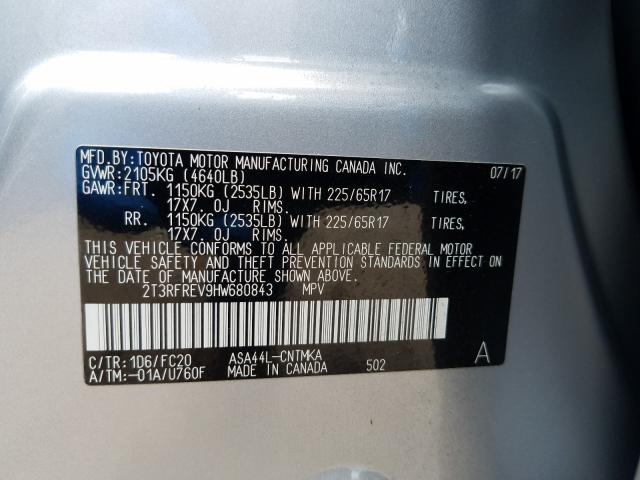 MFD. BY: TOYOTA MOTOR MANUFACTURING CANADA INC. 07/17
GVWR: 2105KG (4640LB)
GAWR: FRT. 1150KG (2535LB) WITH 225/65R17 TIRES,
17X7.0J RIMS.
RR. 1150KG (2535LB) WITH 225/65R17 TIRES,
17X7.0J RIMS.
THIS VEHICLE CONFORMS TO ALL APPLICABLE FEDERAL MOTOR
VEHICLE SAFETY AND THEFT PREVENTION STANDARDS IN EFFECT ON
THE DATE OF MANUFACTURE SHOWN ABOVE.
2T3RFREV9HW680843 MPV
C/TR: 1D6/FC20 ASA44L-CNTMKA A
A/TM: -01A/U760F MADE IN CANADA 502